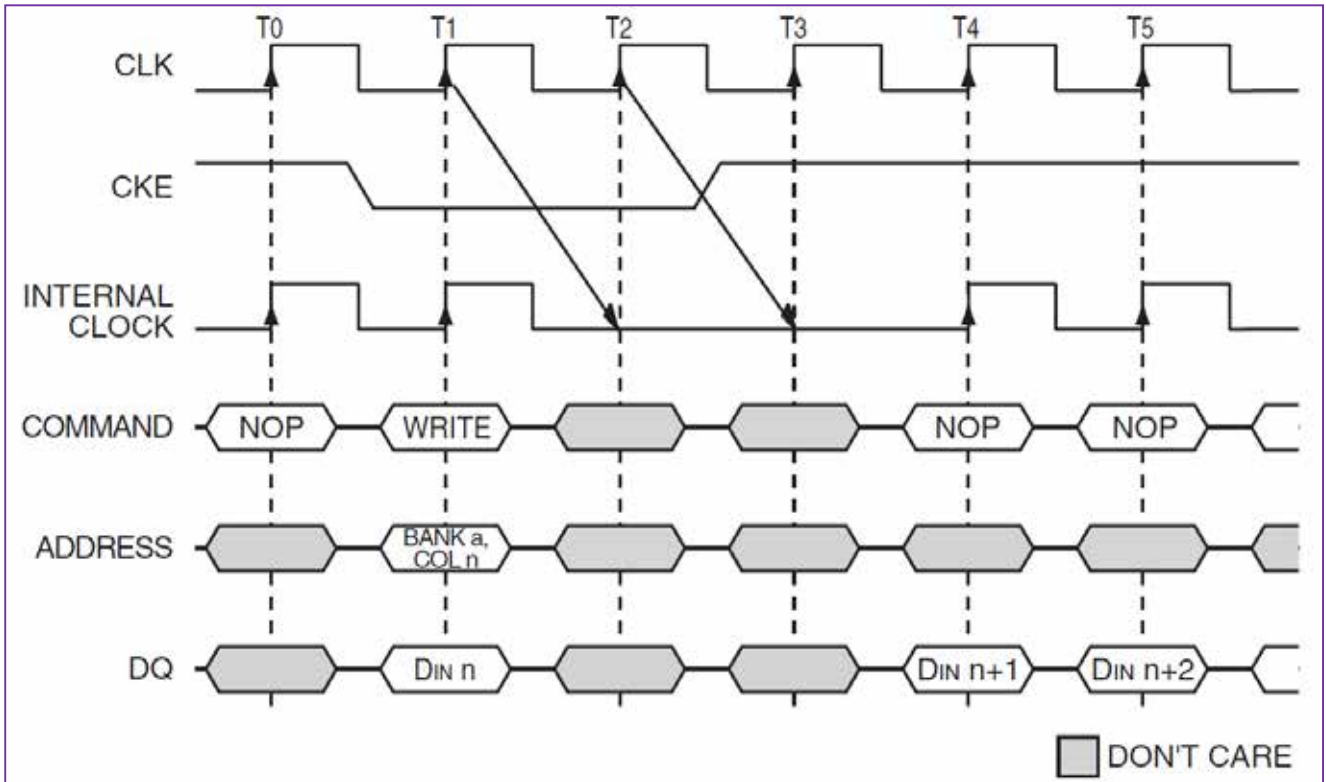 T0 T1 T2 T3 T4 T5
CLK
CKE
INTERNAL
CLOCK
COMMAND NOP WRITE NOP NOP
ADDRESS BANK a,
COL n
DQ DIN n DIN n+1 DIN n+2
DON'T CARE